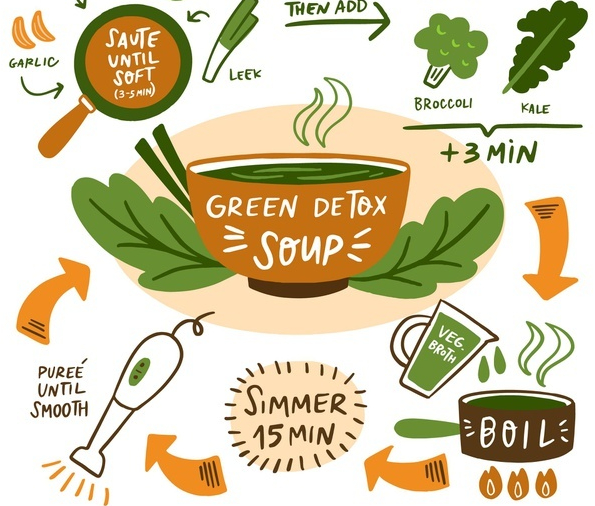 THEN ADD
SAUTE
UNTIL
SOFT
(3-5 MIN)
GARLIC
LEEK
BROCCOLI
KALE
+3 MIN
GREEN DETOX
SOUP
VEG.
BROTH
BOIL
SIMMER
15 MIN
PUREÉ
UNTIL
SMOOTH